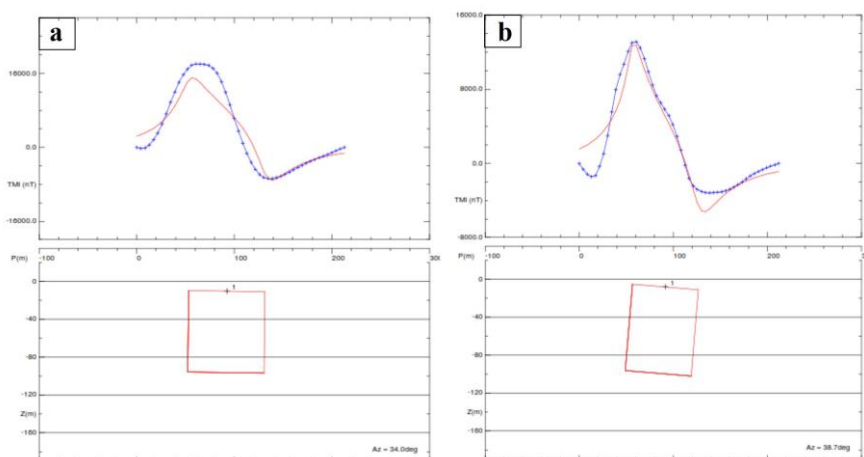 a
16000.0
0.0
TMI (nT)
-16000.0
P(m)
-100
0
100
200
300
1
0
-40
-80
-120
Z(m)
-160
Az = 34.0deg
b
16000.0
8000.0
0.0
TMI (nT)
-8000.0
P(m)
-100
0
100
200
1
0
-40
-80
-120
Z(m)
-160
Az = 38.7deg